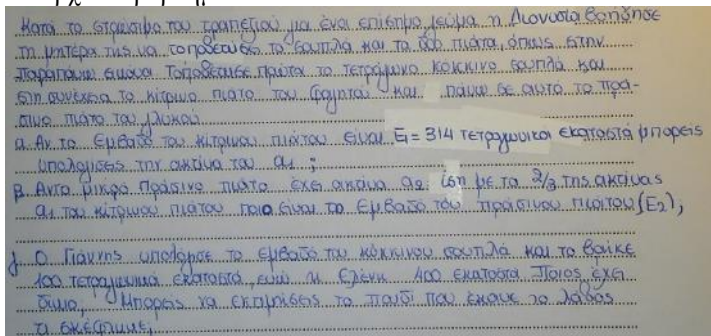 Κατά το στρώσιμο του τραπεζιού για ένα επίσημο γεύμα η Διονυσία βοήθησε
τη μητέρα της να τοποθετήσει το σουπλά και τα δύο πιάτα, όπως στην
παραπάνω εικόνα. Τοποθέτησε πρώτα το τετράγωνο κόκκινο σουπλά και
στη συνέχεια το κίτρινο πιάτο του φαγητού και πάνω σε αυτό το πρά-
σινο πιάτο του γλυκού.
α. Αν το εμβαδό του κίτρινου πιάτου είναι E₁ = 314 τετραγωνικά εκατοστά μπορείς
υπολογίσεις την ακτίνα του α₁ ;
β. Αν το μικρό πράσινο πιάτο έχει ακτίνα α₂ ίση με τα 2/3 της ακτίνας
α₁ του κίτρινου πιάτου ποιο είναι το εμβαδό του πράσινου πιάτου (E₂);
γ. Ο Γιάννης υπολόγισε το εμβαδό του κόκκινου σουπλά και το βρήκε
400 τετραγωνικά εκατοστά, ενώ η Ελένη 400 εκατοστά. Ποιος έχει
δίκιο; Μπορείς να εκτιμήσεις το παιδί που έκανε το λάθος
τι σκέφτηκε;